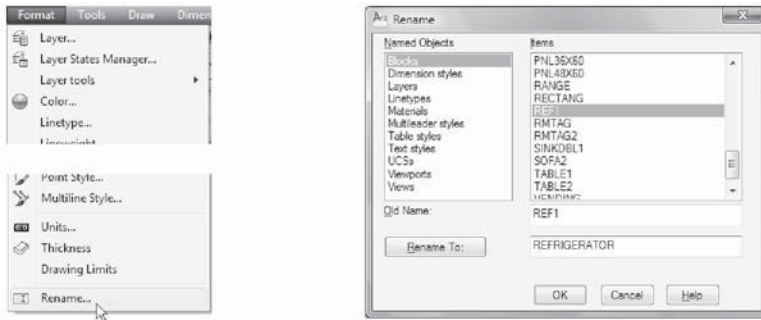 Format Tools Draw Dimen
Layer...
Layer States Manager...
Layer tools
Color...
Linetype...
Lineweight
Point Style...
Multiline Style...
Units...
Thickness
Drawing Limits
Rename...
Rename
Named Objects
Blocks
Dimension styles
Layers
Linetypes
Materials
Multileader styles
Table styles
Text styles
UCSs
Viewports
Views
Items
PNL36X60
PNL48X60
RANGE
RECTANG
REF1
RMTAG
RMTAG2
SINKDBL1
SOFA2
TABLE1
TABLE2
VENDING
Old Name:
REF1
Rename To:
REFRIGERATOR
OK Cancel Help